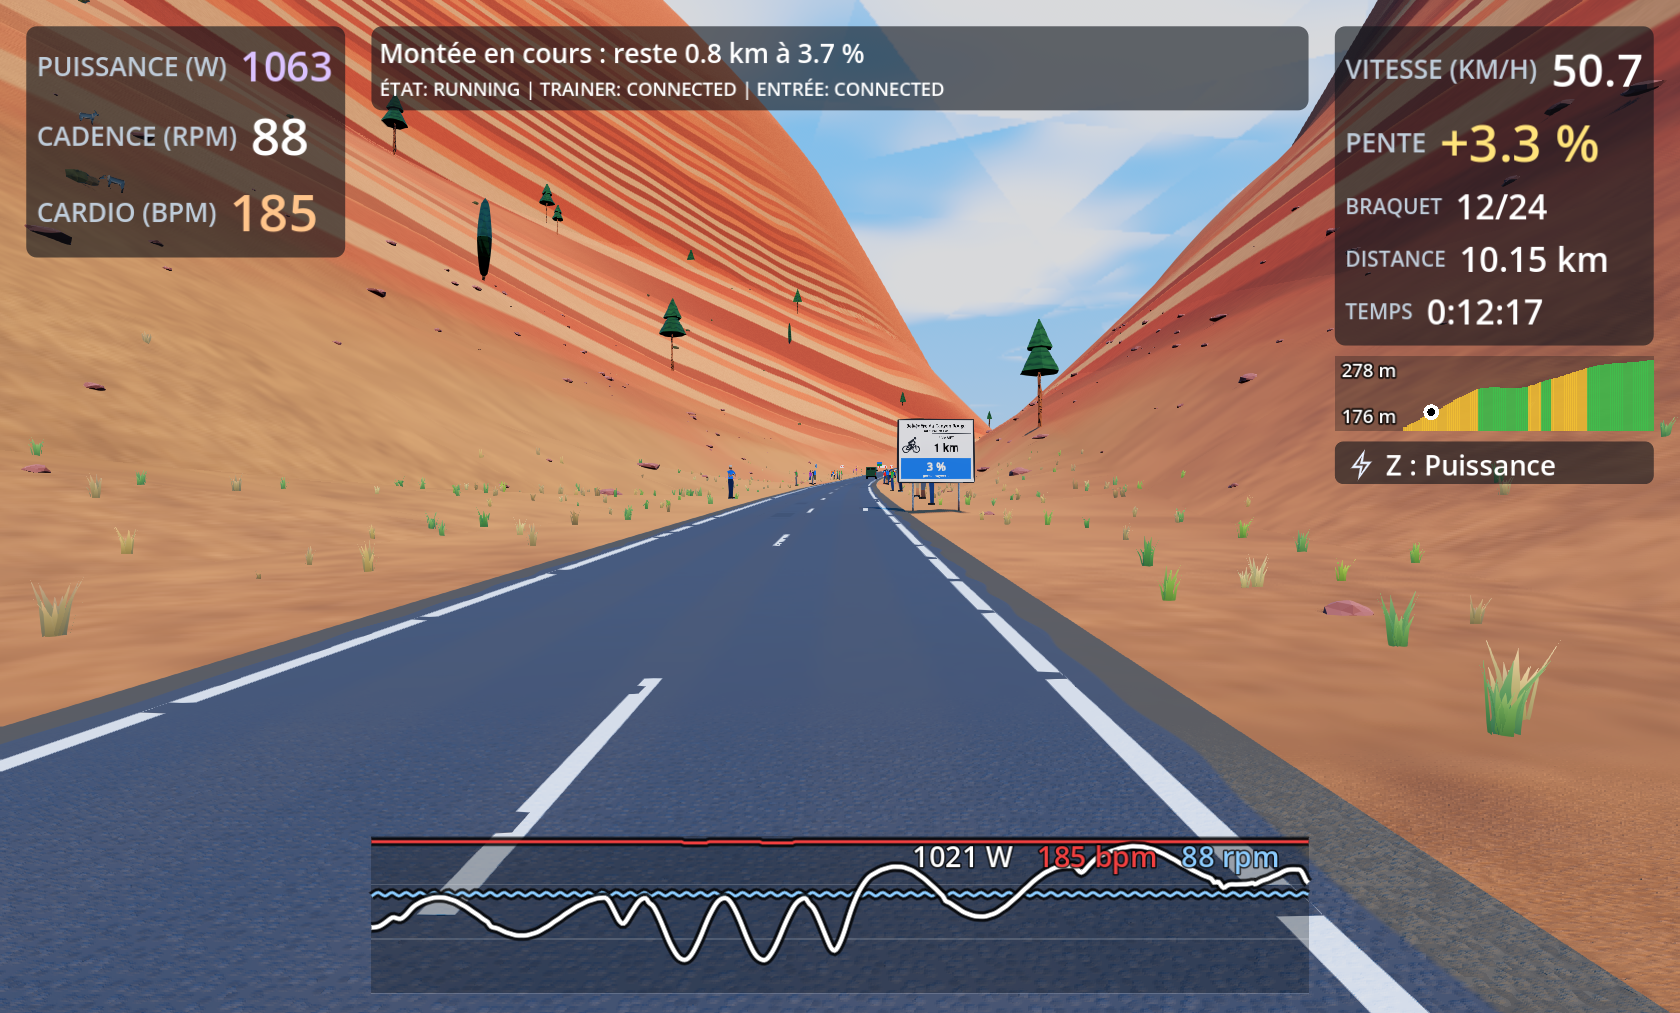 PUISSANCE (W) 1063
CADENCE (RPM) 88
CARDIO (BPM) 185
Montée en cours : reste 0.8 km à 3.7 %
ÉTAT: RUNNING | TRAINER: CONNECTED | ENTRÉE: CONNECTED
VITESSE (KM/H) 50.7
PENTE +3.3 %
BRAQUET 12/24
DISTANCE 10.15 km
TEMPS 0:12:17
278 m
176 m
Z : Puissance
1 km
3 %
1021 W 185 bpm 88 rpm